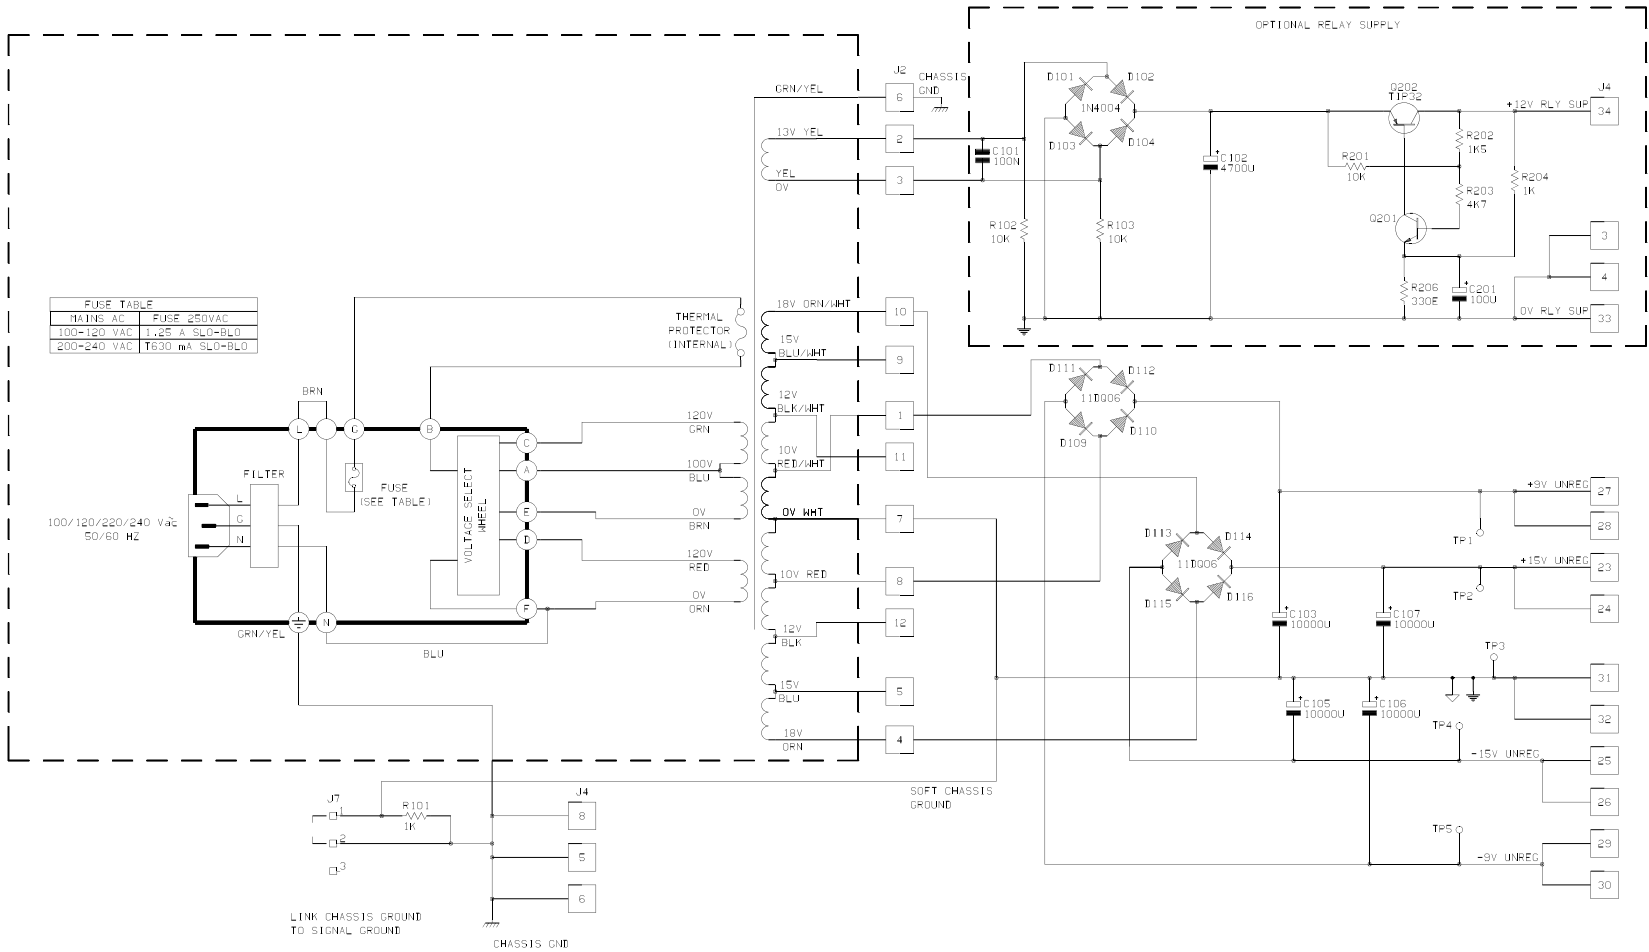 OPTIONAL RELAY SUPPLY
J2
CHASSIS
GND
GRN/YEL
6
13V YEL
2
YEL
0V
3
C101
100N
D101
D102
1N4004
D103
D104
R102
10K
R103
10K
C102
4700U
Q202
TIP32
J4
+12V RLY SUP
34
R202
1K5
R201
10K
R203
4K7
R204
1K
Q201
3
4
R206
330E
C201
100U
0V RLY SUP
33
FUSE TABLE
MAINS AC
FUSE 250VAC
100-120 VAC
1.25 A SLO-BLO
200-240 VAC
T630 mA SLO-BLO
THERMAL
PROTECTOR
(INTERNAL)
18V ORN/WHT
10
15V
BLU/WHT
9
12V
BLK/WHT
1
10V
RED/WHT
11
0V WHT
7
10V RED
8
12V
BLK
12
15V
BLU
5
18V
ORN
4
BRN
L
G
B
C
A
E
D
F
N
120V
GRN
100V
BLU
0V
BRN
120V
RED
0V
ORN
FILTER
L
G
N
FUSE
(SEE TABLE)
VOLTAGE SELECT
WHEEL
100/120/220/240 Vac
50/60 HZ
GRN/YEL
BLU
D111
D112
11DQ06
D109
D110
D113
D114
11DQ06
D115
D116
+9V UNREG
27
28
TP1
+15V UNREG
23
24
TP2
C103
10000U
C107
10000U
TP3
31
32
C105
10000U
C106
10000U
TP4
-15V UNREG
25
26
TP5
-9V UNREG
29
30
SOFT CHASSIS
GROUND
J7
1
2
3
R101
1K
J4
8
5
6
LINK CHASSIS GROUND
TO SIGNAL GROUND
CHASSIS GND